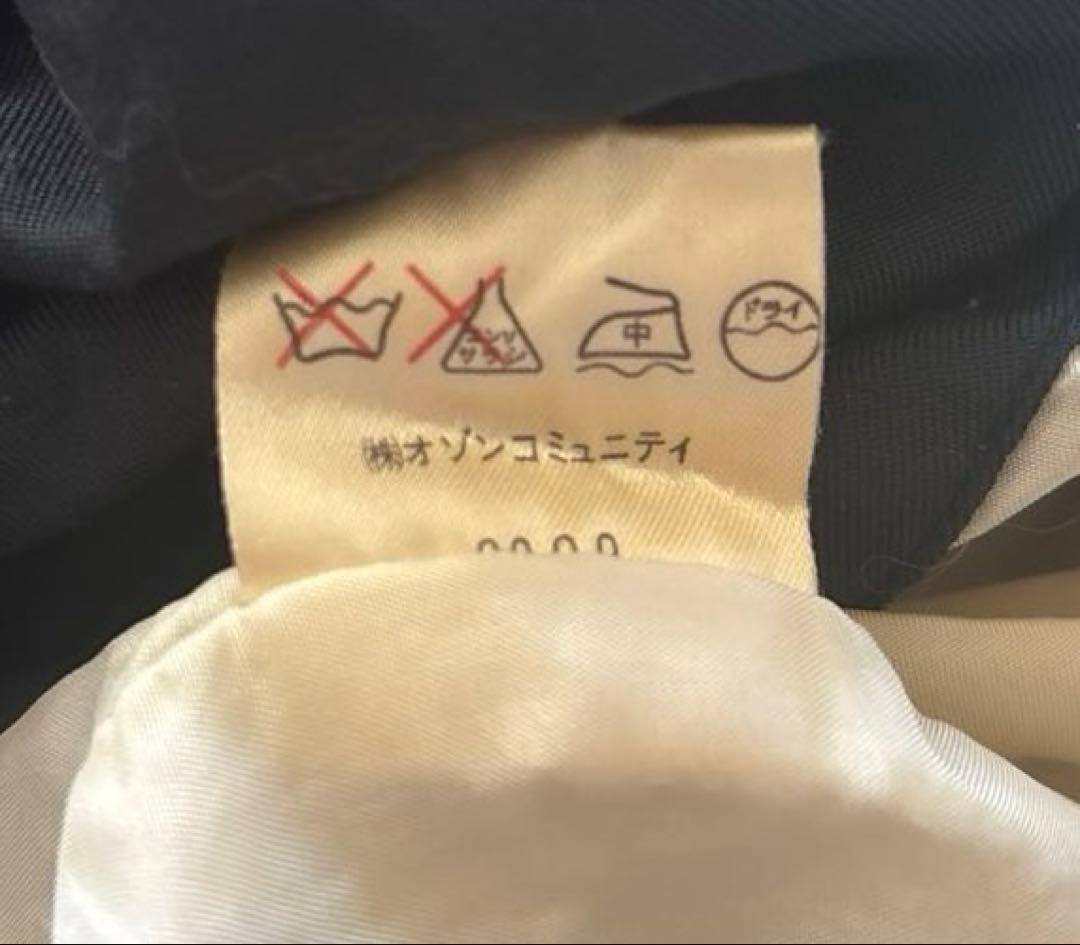 エンソ サラシ 中 ドライ
㈱オゾンコミュニティ